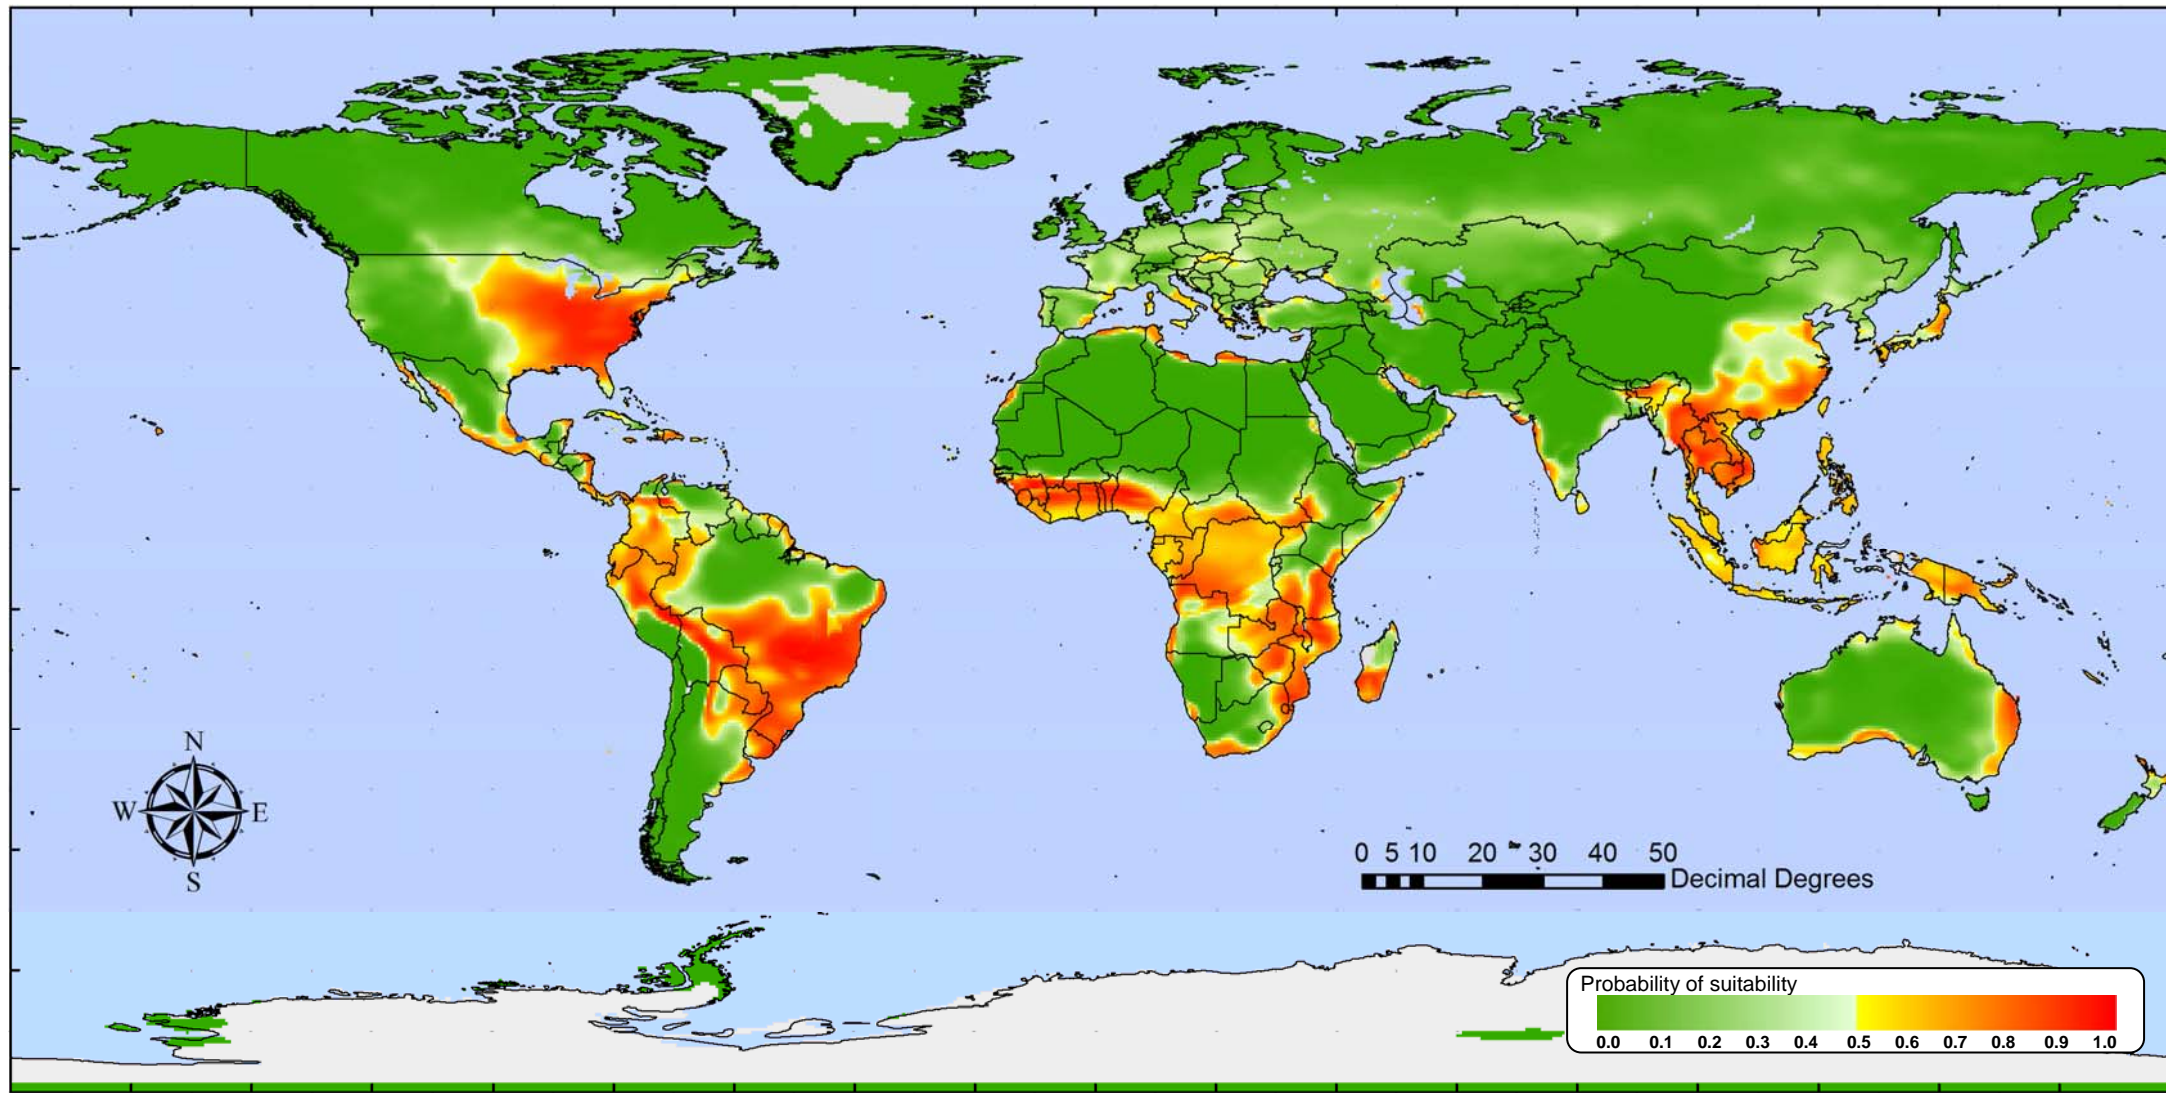 N
W E
S
0 5 10 20 30 40 50
Decimal Degrees
Probability of suitability
0.0 0.1 0.2 0.3 0.4 0.5 0.6 0.7 0.8 0.9 1.0